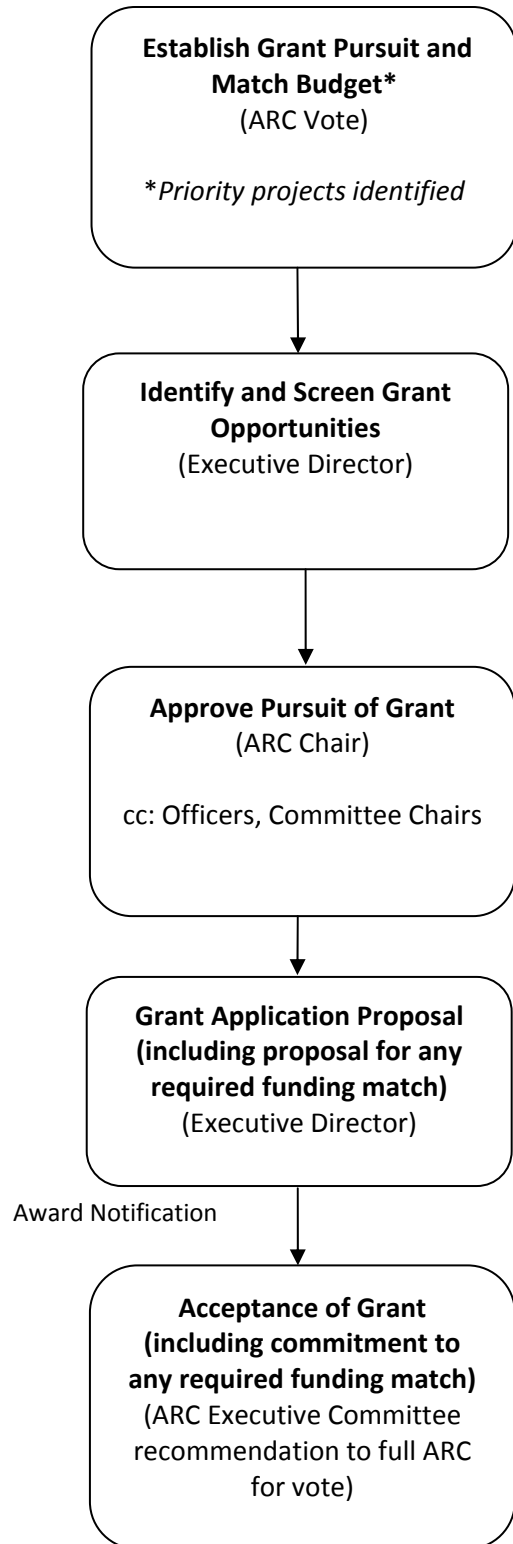 Establish Grant Pursuit and
Match Budget*
(ARC Vote)
*Priority projects identified
Identify and Screen Grant
Opportunities
(Executive Director)
Approve Pursuit of Grant
(ARC Chair)
cc: Officers, Committee Chairs
Grant Application Proposal
(including proposal for any
required funding match)
(Executive Director)
Award Notification
Acceptance of Grant
(including commitment to
any required funding match)
(ARC Executive Committee
recommendation to full ARC
for vote)